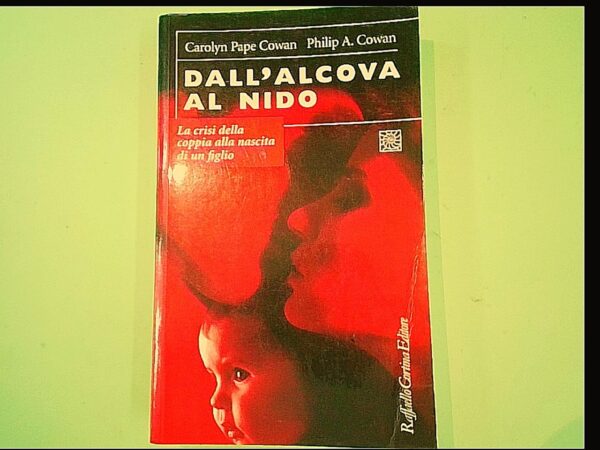 Carolyn Pape Cowan Philip A. Cowan
DALL'ALCOVA
AL NIDO
La crisi della
coppia alla nascita
di un figlio
Raffaello Cortina Editore